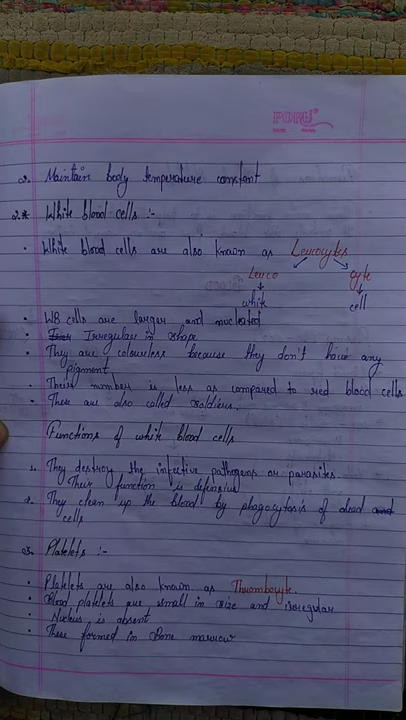 PORU
2. Maintain body temperature constant
2.* White blood cells :-
• White blood cells are also known as Leucocytes
Leuco cyte
↓ ↓
white cell
• WB cells are larger and nucleated
• Irregular in shape
• They are colourless because they don't have any
pigment
• Their number is less as compared to red blood cells
• These are also called soldiers.
Functions of white blood cells
1. They destroy the infective pathogens or parasites.
Their function is defensive
2. They clean up the blood by phagocytosis of dead and
cells
3. Platelets :-
• Platelets are also known as Thrombocyte.
• Blood platelets are small in size and irregular
• Nucleus is absent
• These formed in Bone marrow